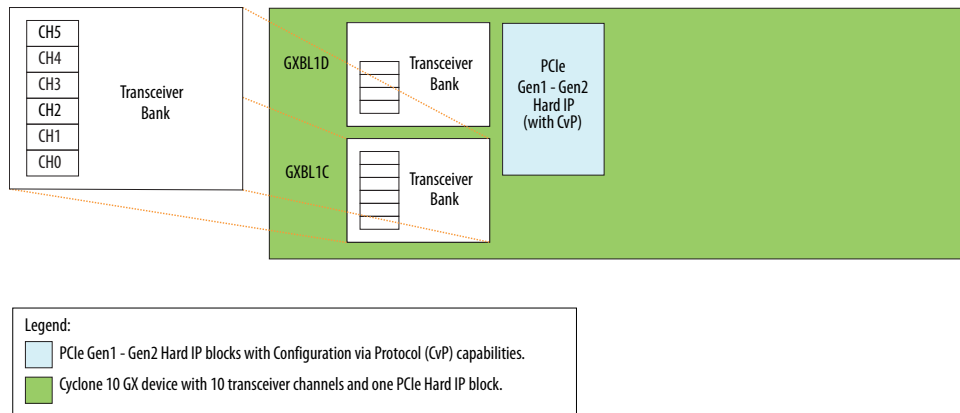 CH5
CH4
CH3
CH2
CH1
CH0
Transceiver
Bank
GXBL1D
Transceiver
Bank
PCIe
Gen1 - Gen2
Hard IP
(with CvP)
GXBL1C
Transceiver
Bank
Legend:
PCIe Gen1 - Gen2 Hard IP blocks with Configuration via Protocol (CvP) capabilities.
Cyclone 10 GX device with 10 transceiver channels and one PCIe Hard IP block.